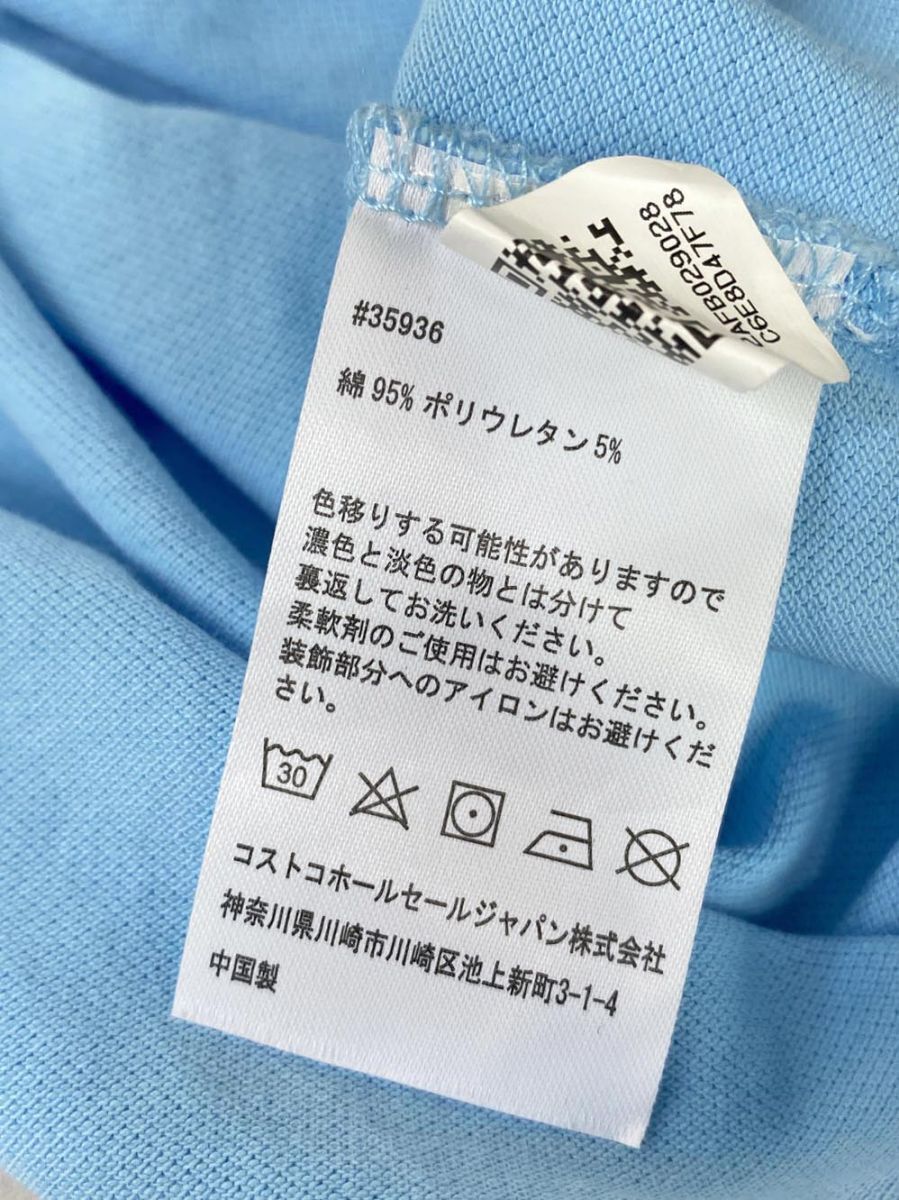 2AFB029028
C6E8D47F78
#35936
綿 95% ポリウレタン 5%
色移りする可能性がありますので
濃色と淡色の物とは分けて
裏返してお洗いください。
柔軟剤のご使用はお避けください。
装飾部分へのアイロンはお避けくだ
さい。
30
コストコホールセールジャパン株式会社
神奈川県川崎市川崎区池上新町3-1-4
中国製